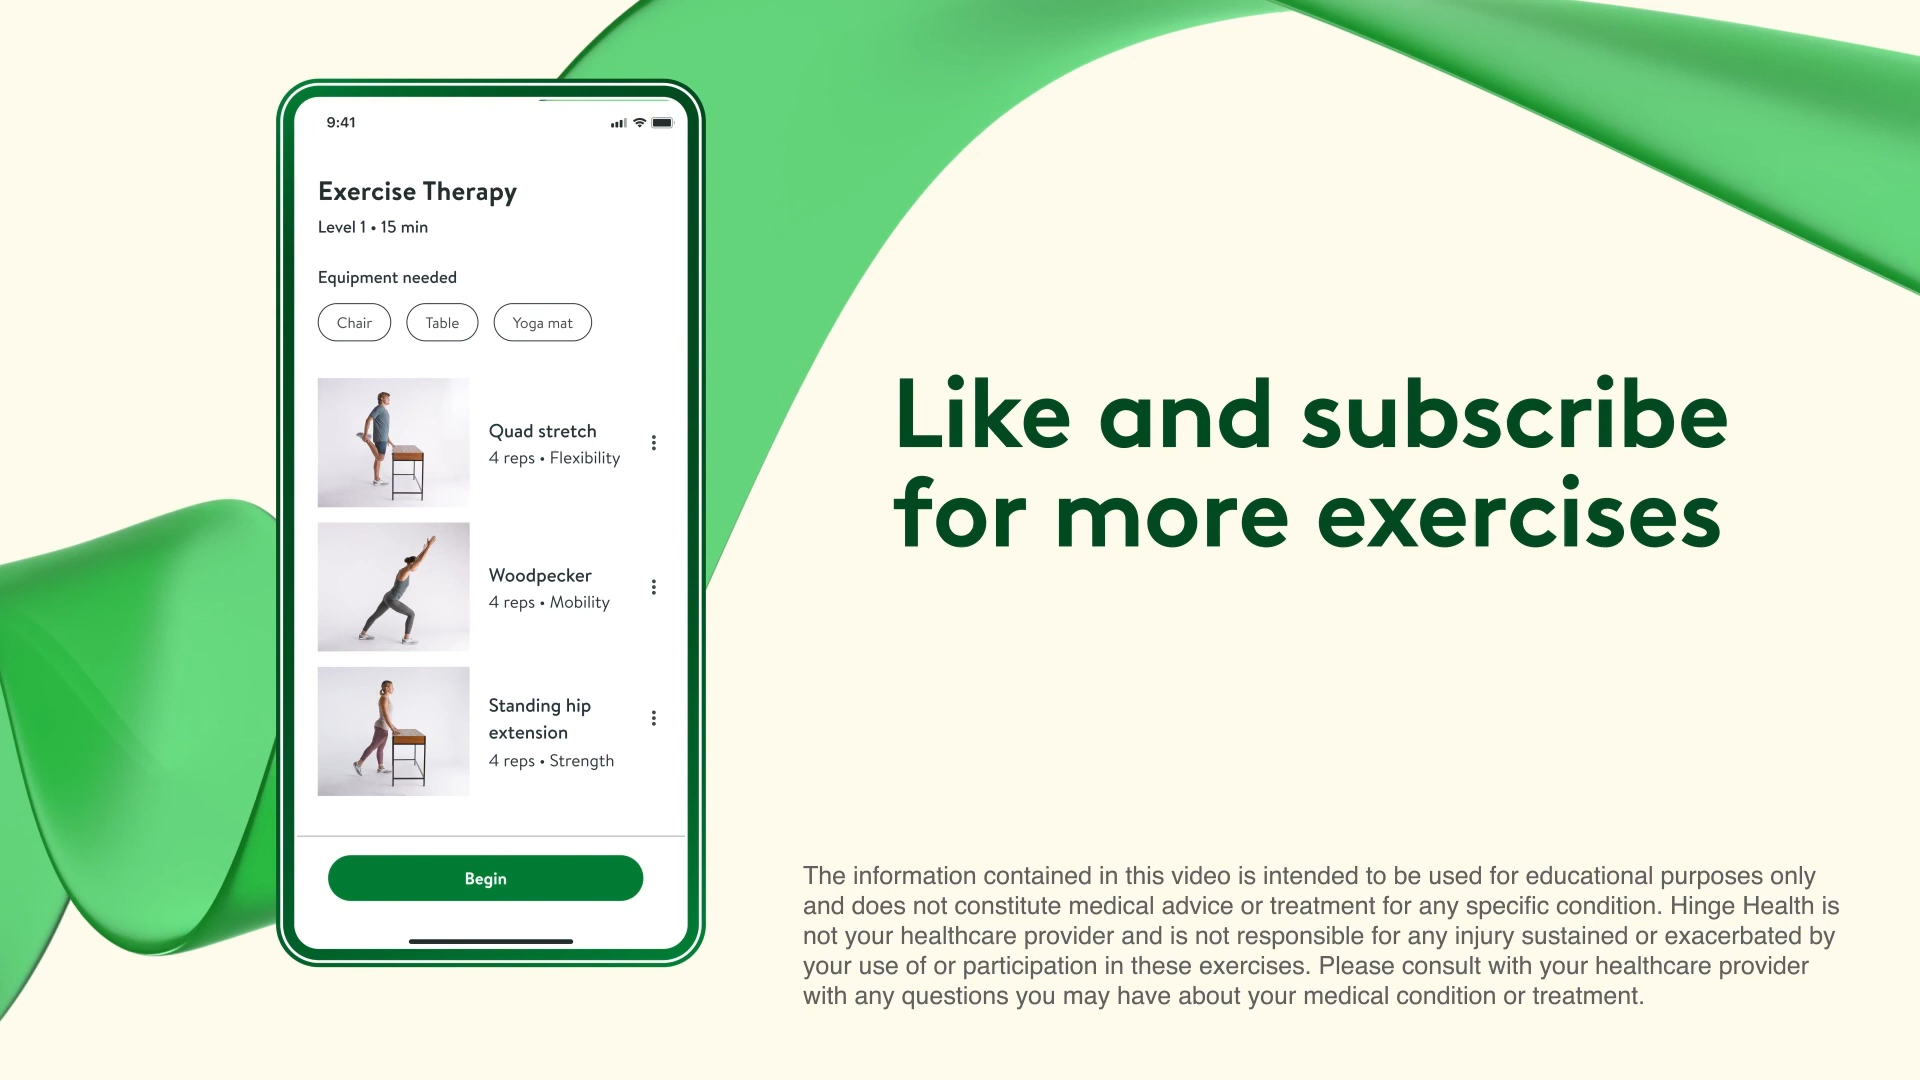 9:41
Exercise Therapy
Level 1 • 15 min
Equipment needed
Chair
Table
Yoga mat
Quad stretch
4 reps • Flexibility
Woodpecker
4 reps • Mobility
Standing hip
extension
4 reps • Strength
Begin
Like and subscribe
for more exercises
The information contained in this video is intended to be used for educational purposes only
and does not constitute medical advice or treatment for any specific condition. Hinge Health is
not your healthcare provider and is not responsible for any injury sustained or exacerbated by
your use of or participation in these exercises. Please consult with your healthcare provider
with any questions you may have about your medical condition or treatment.